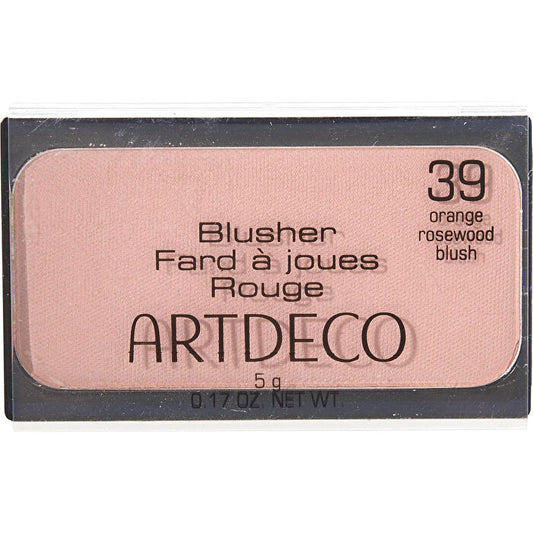 39
orange
rosewood
blush
Blusher
Fard à joues
Rouge
ARTDECO
5 g
0.17 OZ. NET WT.